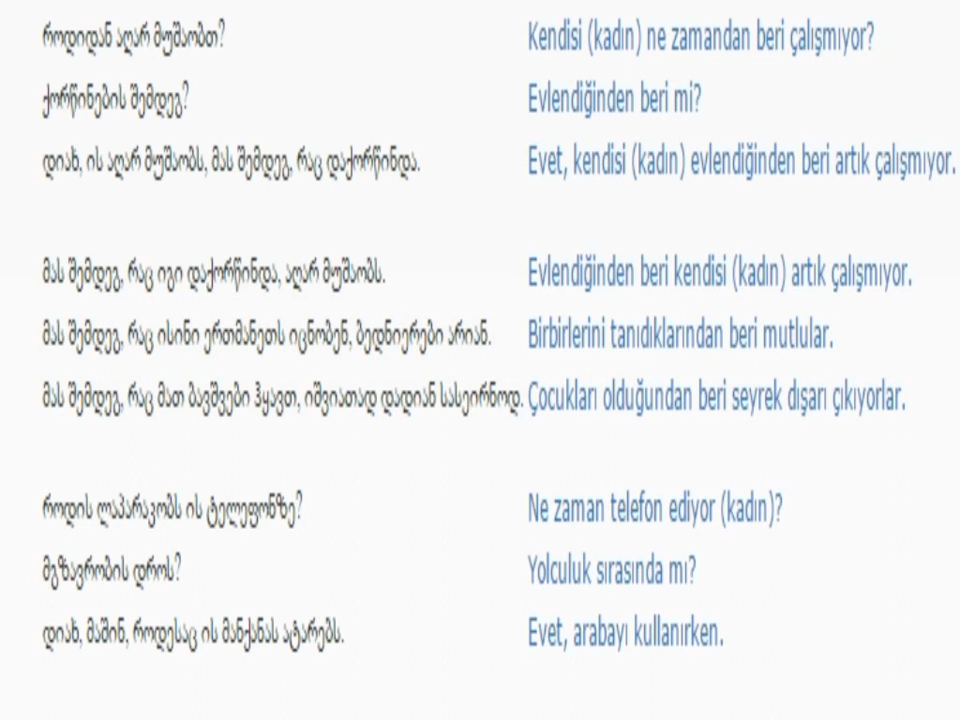 როდიდან აღარ მუშაობთ? Kendisi (kadın) ne zamandan beri çalışmıyor?
ქორწინების შემდეგ? Evlendiğinden beri mi?
დიახ, ის აღარ მუშაობს, მას შემდეგ, რაც დაქორწინდა. Evet, kendisi (kadın) evlendiğinden beri artık çalışmıyor.
მას შემდეგ, რაც იგი დაქორწინდა, აღარ მუშაობს. Evlendiğinden beri kendisi (kadın) artık çalışmıyor.
მას შემდეგ, რაც ისინი ერთმანეთს იცნობენ, ბედნიერები არიან. Birbirlerini tanıdıklarından beri mutlular.
მას შემდეგ, რაც მათ ბავშვები ჰყავთ, იშვიათად დადიან სასეირნოდ. Çocukları olduğundan beri seyrek dışarı çıkıyorlar.
როდის ლაპარაკობს ის ტელეფონზე? Ne zaman telefon ediyor (kadın)?
მგზავრობის დროს? Yolculuk sırasında mı?
დიახ, მაშინ, როდესაც ის მანქანას ატარებს. Evet, arabayı kullanırken.